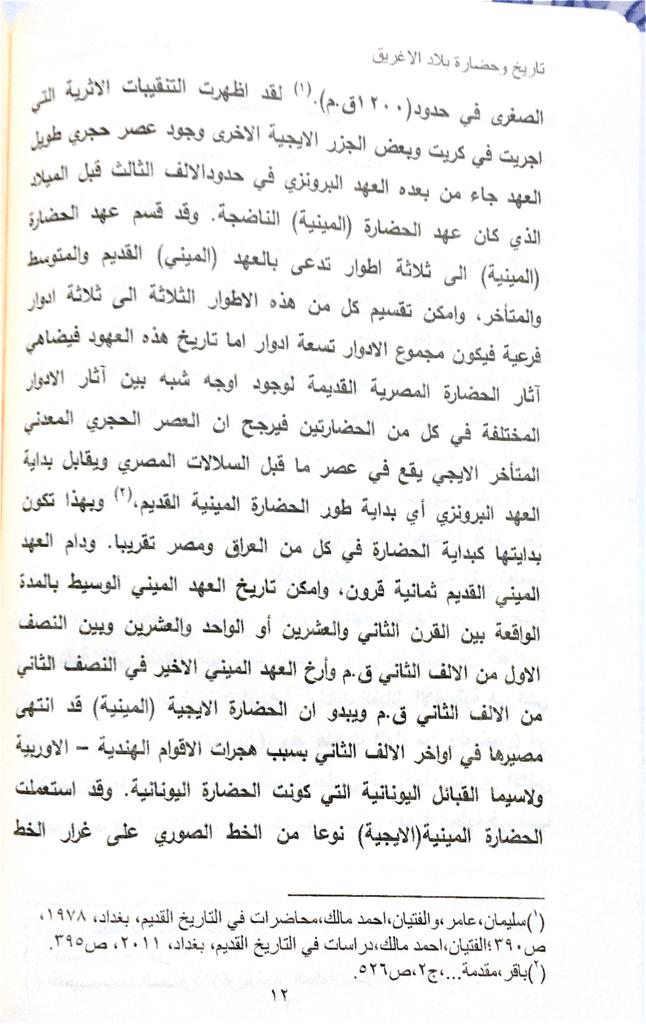 تاريخ وحضارة بلاد الاغريق
الصغرى في حدود(١٢٠٠ق.م).(١) لقد اظهرت التنقيبات الاثرية التي
اجريت في كريت وبعض الجزر الايجية الاخرى وجود عصر حجري طويل
العهد جاء من بعده العهد البرونزي في حدودالالف الثالث قبل الميلاد
الذي كان عهد الحضارة (المينية) الناضجة. وقد قسم عهد الحضارة
(المينية) الى ثلاثة اطوار تدعى بالعهد (الميني) القديم والمتوسط
والمتأخر، وامكن تقسيم كل من هذه الاطوار الثلاثة الى ثلاثة ادوار
فرعية فيكون مجموع الادوار تسعة ادوار اما تاريخ هذه العهود فيضاهي
آثار الحضارة المصرية القديمة لوجود اوجه شبه بين آثار الادوار
المختلفة في كل من الحضارتين فيرجح ان العصر الحجري المعدني
المتأخر الايجي يقع في عصر ما قبل السلالات المصري ويقابل بداية
العهد البرونزي أي بداية طور الحضارة المينية القديم،(٢) وبهذا تكون
بدايتها كبداية الحضارة في كل من العراق ومصر تقريبا. ودام العهد
الميني القديم ثمانية قرون، وامكن تاريخ العهد الميني الوسيط بالمدة
الواقعة بين القرن الثاني والعشرين أو الواحد والعشرين وبين النصف
الاول من الالف الثاني ق.م وأرخ العهد الميني الاخير في النصف الثاني
من الالف الثاني ق.م ويبدو ان الحضارة الايجية (المينية) قد انتهى
مصيرها في اواخر الالف الثاني بسبب هجرات الاقوام الهندية – الاوربية
ولاسيما القبائل اليونانية التي كونت الحضارة اليونانية. وقد استعملت
الحضارة المينية(الايجية) نوعا من الخط الصوري على غرار الخط
(١)سليمان،عامر،والفتيان،احمد مالك،محاضرات في التاريخ القديم، بغداد، ١٩٧٨،
ص٣٩٠؛الفتيان،احمد مالك،دراسات في التاريخ القديم، بغداد، ٢٠١١، ص٣٩٥.
(٢)باقر،مقدمة...،ج٢،ص٥٢٦.
١٢